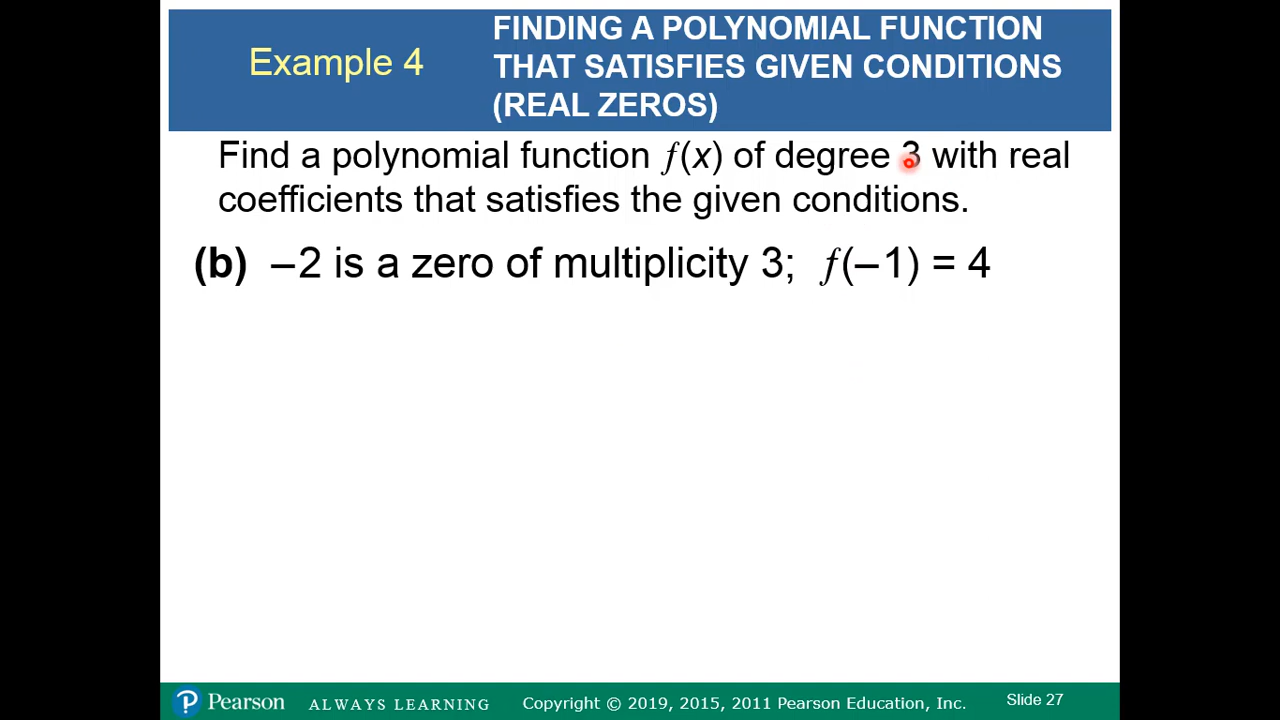 Example 4
FINDING A POLYNOMIAL FUNCTION
THAT SATISFIES GIVEN CONDITIONS
(REAL ZEROS)
Find a polynomial function f(x) of degree 3 with real
coefficients that satisfies the given conditions.
(b) –2 is a zero of multiplicity 3; f(–1) = 4
Pearson ALWAYS LEARNING Copyright © 2019, 2015, 2011 Pearson Education, Inc. Slide 27